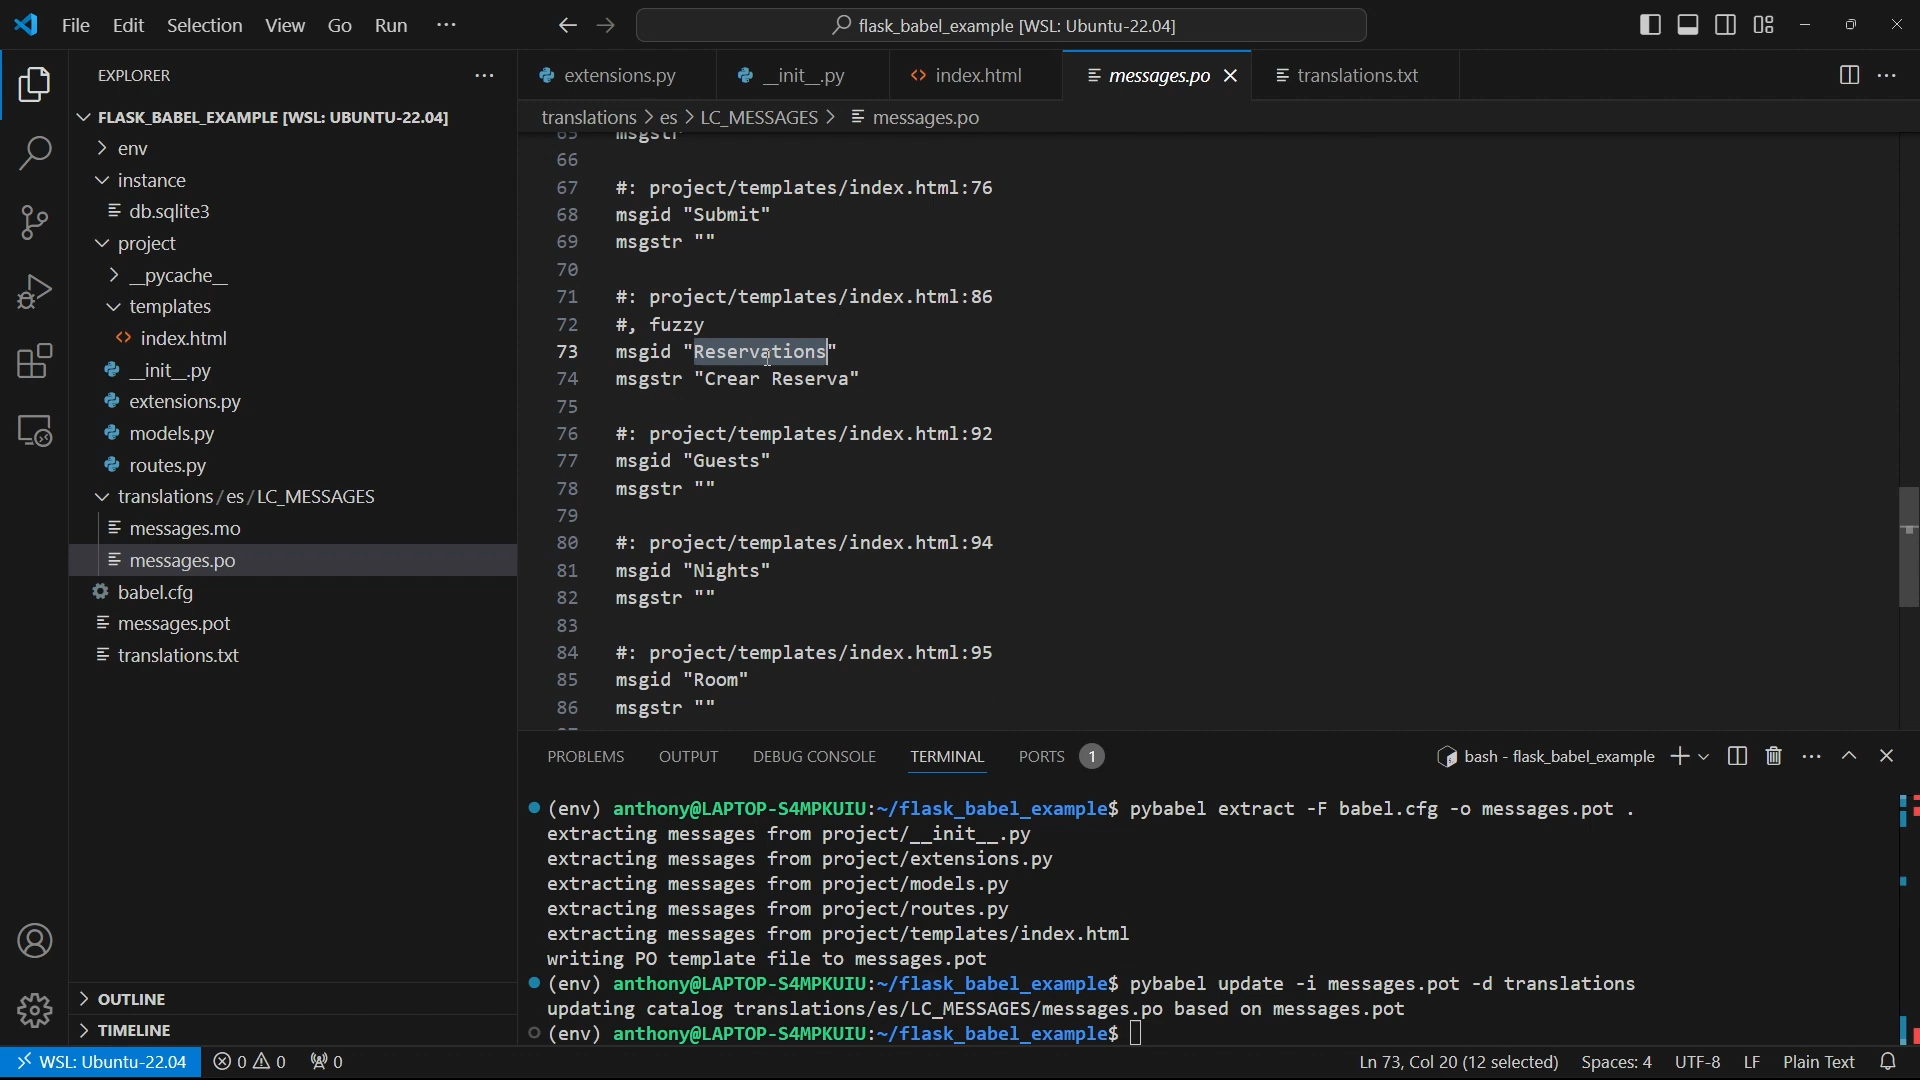 File Edit Selection View Go Run ···
flask_babel_example [WSL: Ubuntu-22.04]
EXPLORER
FLASK_BABEL_EXAMPLE [WSL: UBUNTU-22.04]
env
instance
db.sqlite3
project
__pycache__
templates
index.html
__init__.py
extensions.py
models.py
routes.py
translations/es/LC_MESSAGES
messages.mo
messages.po
babel.cfg
messages.pot
translations.txt
OUTLINE
TIMELINE
extensions.py __init__.py index.html messages.po translations.txt
translations > es > LC_MESSAGES > messages.po
65 msgstr
66
67 #: project/templates/index.html:76
68 msgid "Submit"
69 msgstr ""
70
71 #: project/templates/index.html:86
72 #, fuzzy
73 msgid "Reservations"
74 msgstr "Crear Reserva"
75
76 #: project/templates/index.html:92
77 msgid "Guests"
78 msgstr ""
79
80 #: project/templates/index.html:94
81 msgid "Nights"
82 msgstr ""
83
84 #: project/templates/index.html:95
85 msgid "Room"
86 msgstr ""
PROBLEMS OUTPUT DEBUG CONSOLE TERMINAL PORTS 1
bash - flask_babel_example
(env) anthony@LAPTOP-S4MPKUIU:~/flask_babel_example$ pybabel extract -F babel.cfg -o messages.pot .
extracting messages from project/__init__.py
extracting messages from project/extensions.py
extracting messages from project/models.py
extracting messages from project/routes.py
extracting messages from project/templates/index.html
writing PO template file to messages.pot
(env) anthony@LAPTOP-S4MPKUIU:~/flask_babel_example$ pybabel update -i messages.pot -d translations
updating catalog translations/es/LC_MESSAGES/messages.po based on messages.pot
(env) anthony@LAPTOP-S4MPKUIU:~/flask_babel_example$
WSL: Ubuntu-22.04 0 0 0
Ln 73, Col 20 (12 selected) Spaces: 4 UTF-8 LF Plain Text